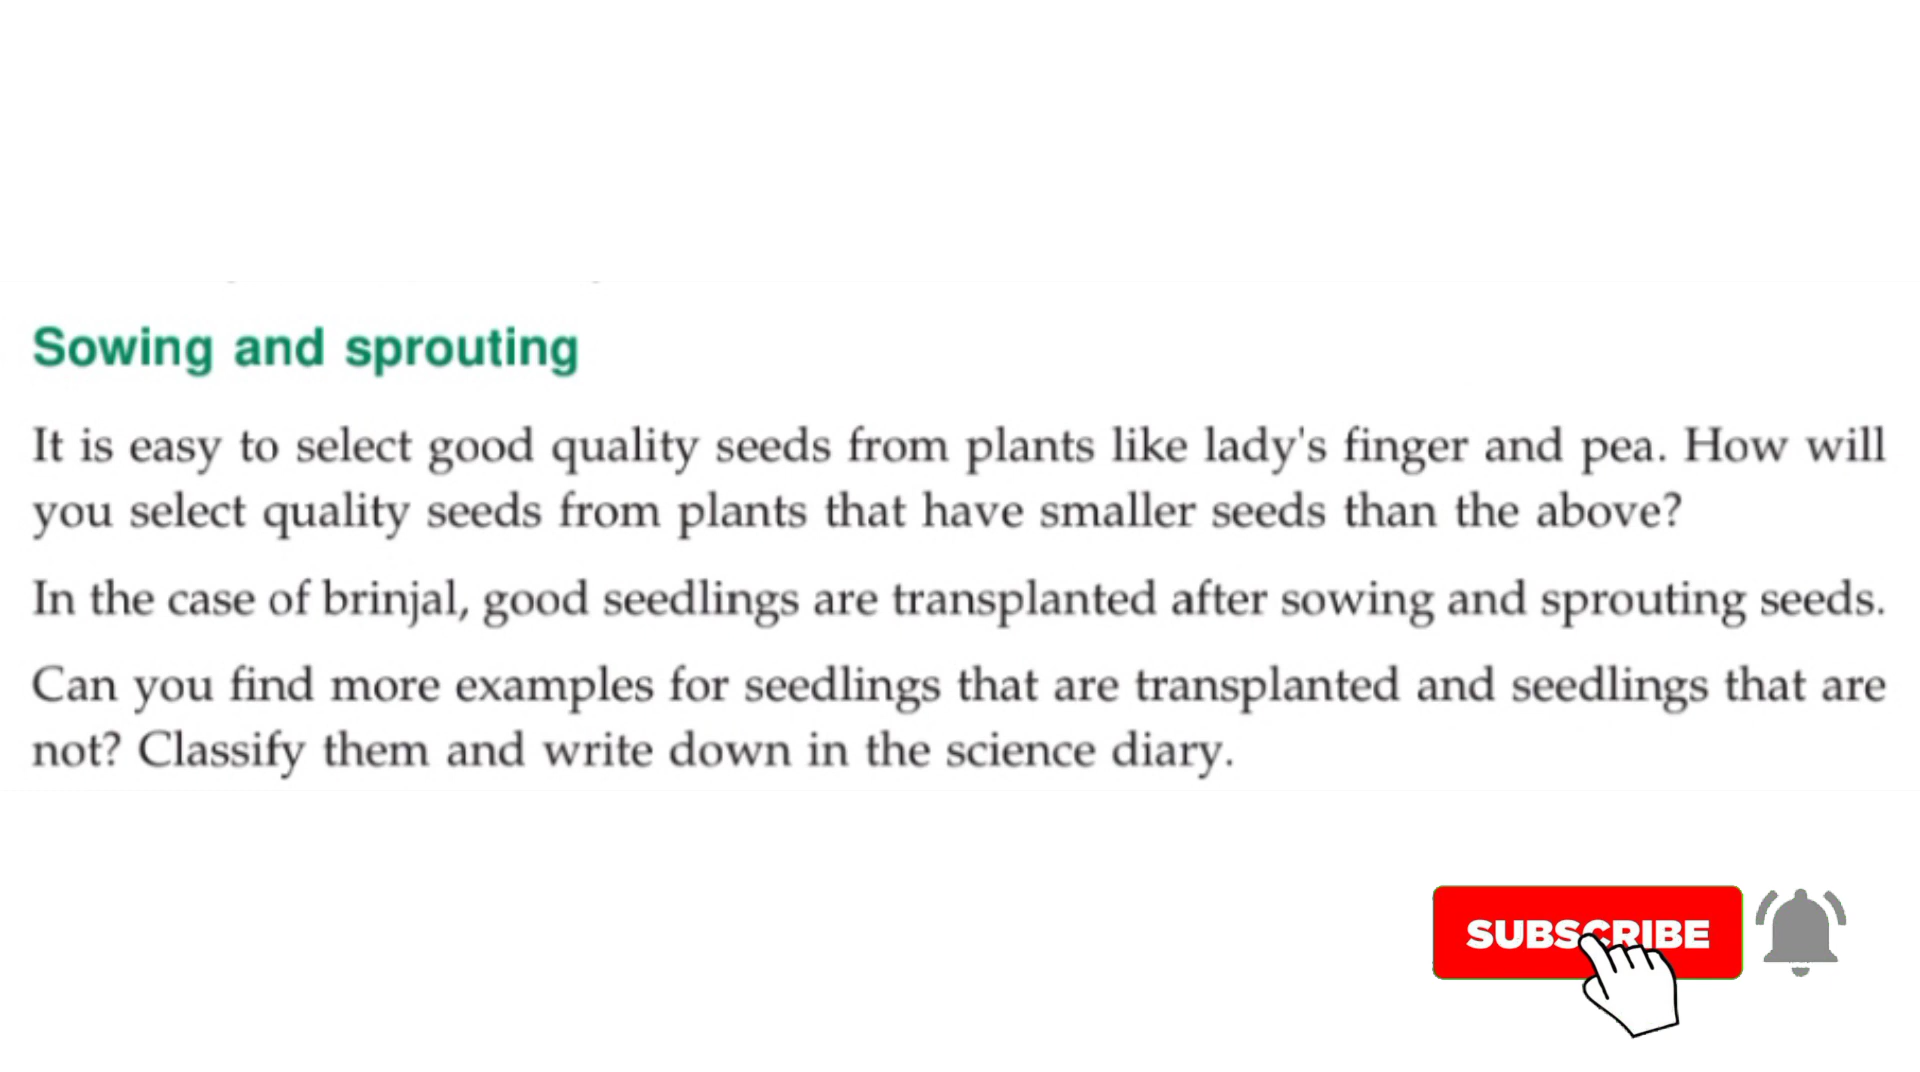 Sowing and sprouting
It is easy to select good quality seeds from plants like lady's finger and pea. How will
you select quality seeds from plants that have smaller seeds than the above?
In the case of brinjal, good seedlings are transplanted after sowing and sprouting seeds.
Can you find more examples for seedlings that are transplanted and seedlings that are
not? Classify them and write down in the science diary.
SUBSCRIBE